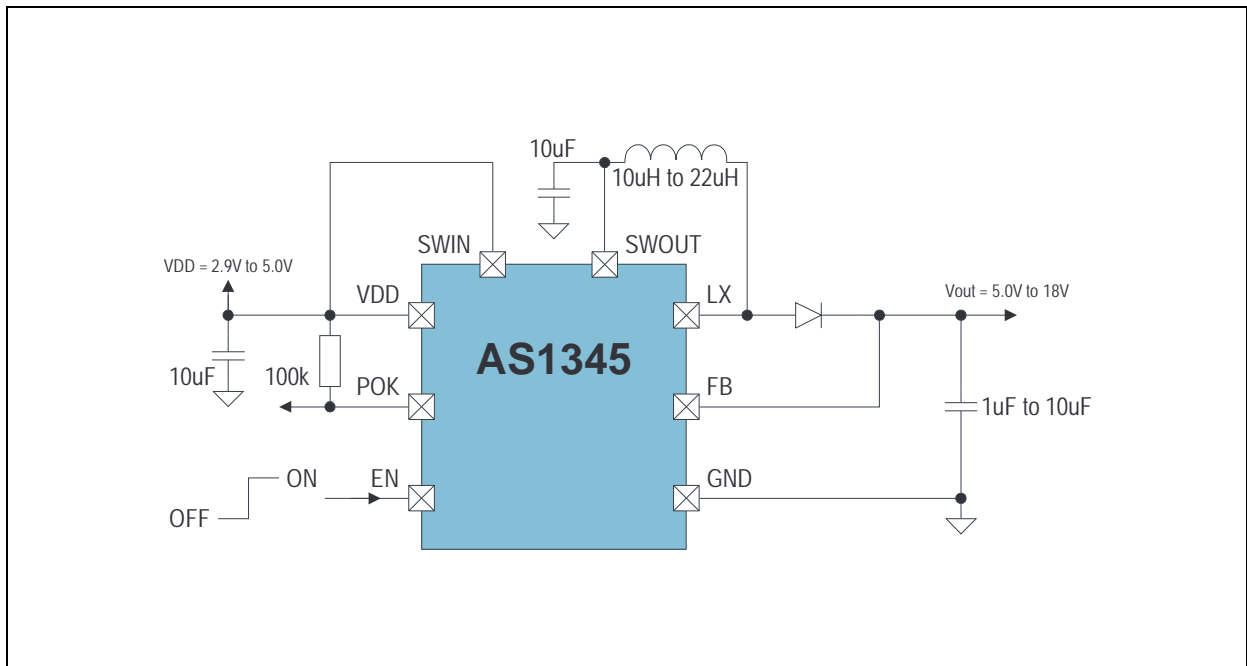 10uF
10uH to 22uH
SWIN
SWOUT
VDD = 2.9V to 5.0V
VDD
LX
Vout = 5.0V to 18V
AS1345
10uF
100k
POK
FB
1uF to 10uF
ON
EN
GND
OFF